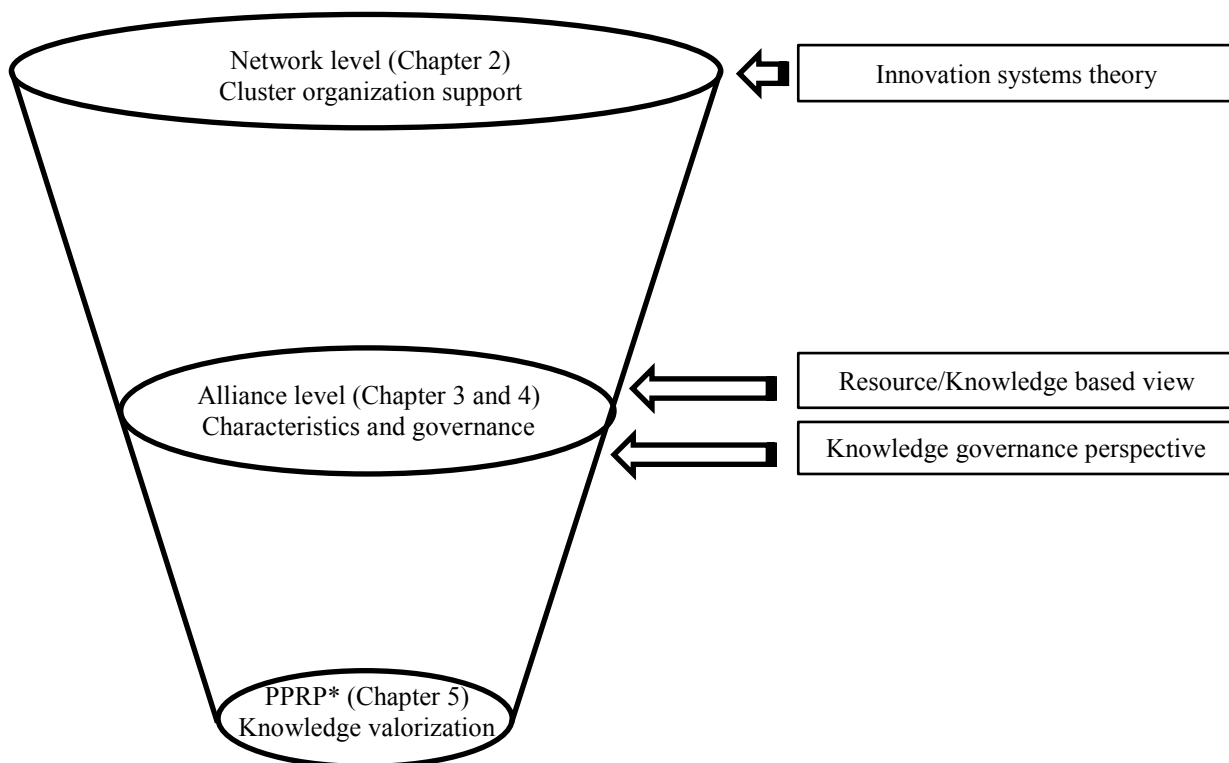 Network level (Chapter 2)
Cluster organization support
Innovation systems theory
Alliance level (Chapter 3 and 4)
Characteristics and governance
Resource/Knowledge based view
Knowledge governance perspective
PPRP* (Chapter 5)
Knowledge valorization